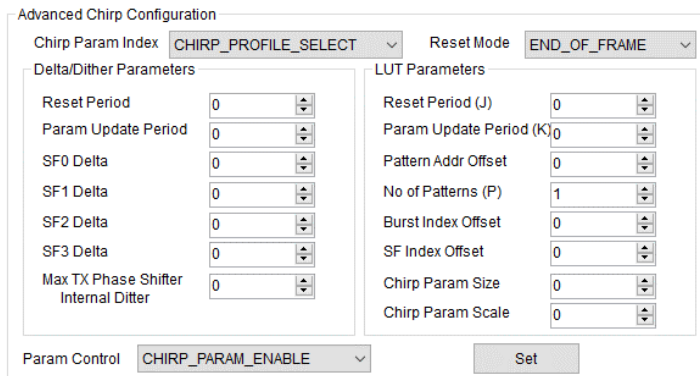 Advanced Chirp Configuration
Chirp Param Index CHIRP_PROFILE_SELECT Reset Mode END_OF_FRAME
Delta/Dither Parameters
Reset Period 0
Param Update Period 0
SF0 Delta 0
SF1 Delta 0
SF2 Delta 0
SF3 Delta 0
Max TX Phase Shifter
Internal Ditter 0
LUT Parameters
Reset Period (J) 0
Param Update Period (K) 0
Pattern Addr Offset 0
No of Patterns (P) 1
Burst Index Offset 0
SF Index Offset 0
Chirp Param Size 0
Chirp Param Scale 0
Param Control CHIRP_PARAM_ENABLE Set